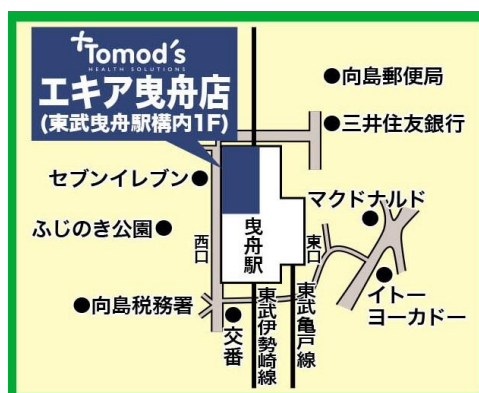 Tomod's
HEALTH SOLUTIONS
エキア曳舟店
(東武曳舟駅構内1F)
向島郵便局
三井住友銀行
セブンイレブン
マクドナルド
ふじのき公園
西口
曳舟駅
東口
向島税務署
交番
東武伊勢崎線
東武亀戸線
イトー
ヨーカドー